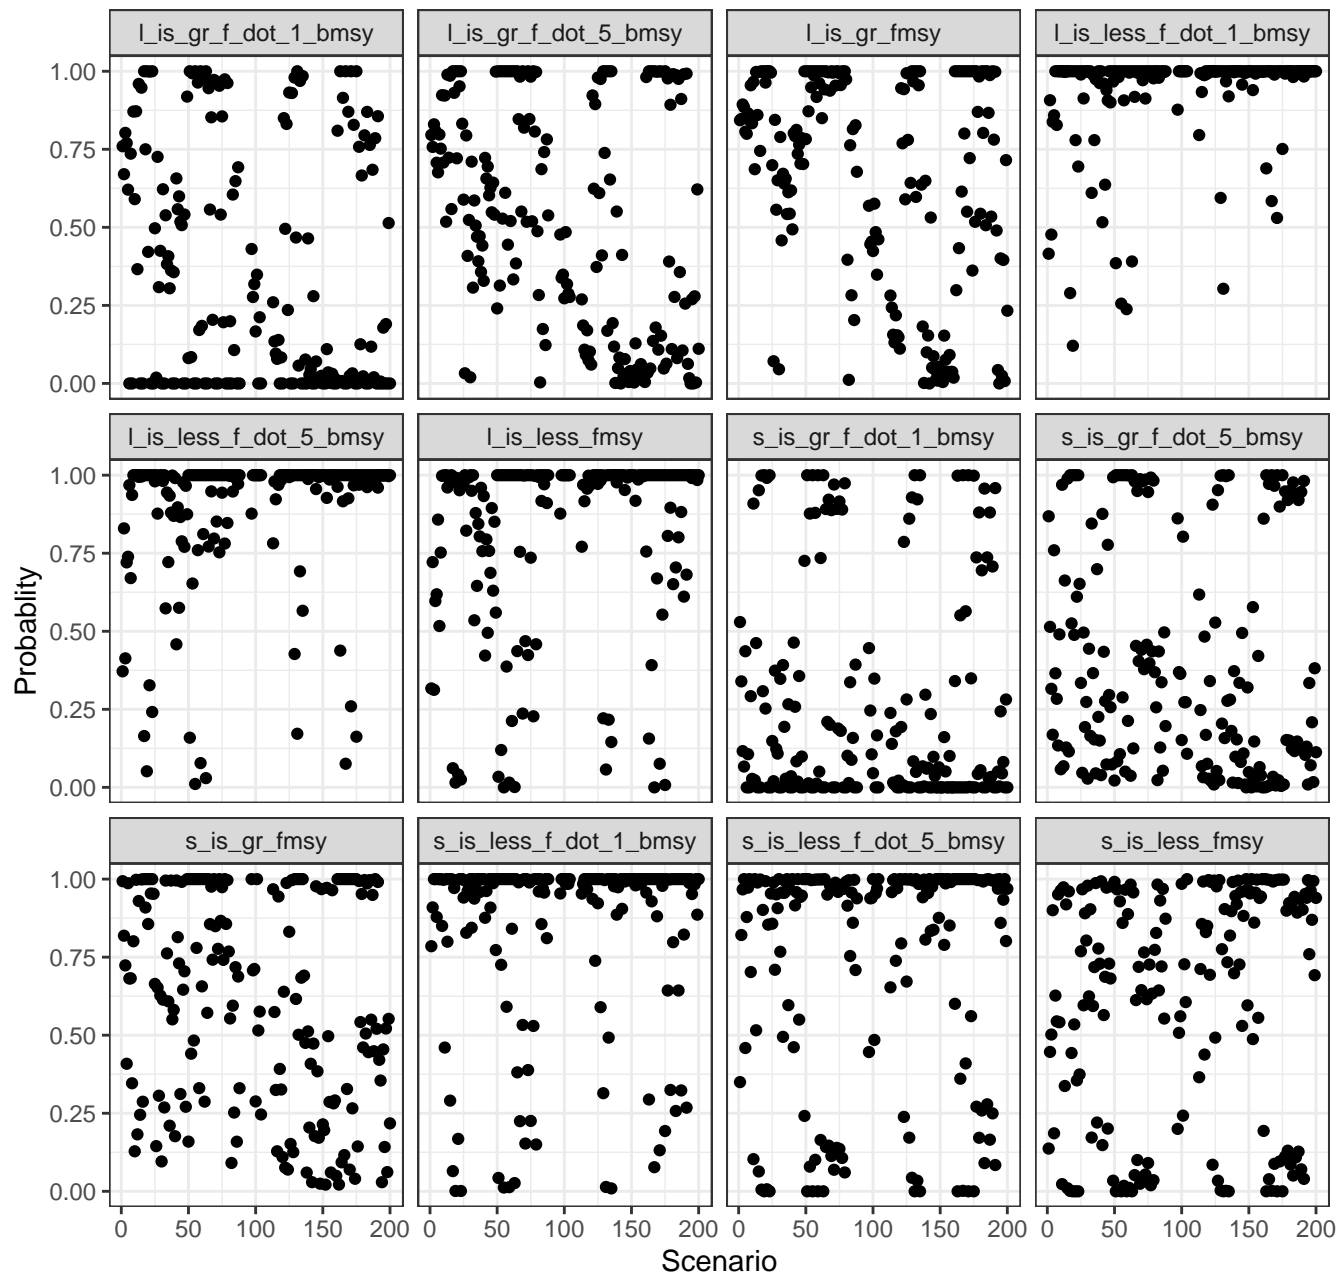 l_is_gr_f_dot_1_bmsy l_is_gr_f_dot_5_bmsy l_is_gr_fmsy l_is_less_f_dot_1_bmsy
1.00
0.75
0.50
0.25
0.00
l_is_less_f_dot_5_bmsy l_is_less_fmsy s_is_gr_f_dot_1_bmsy s_is_gr_f_dot_5_bmsy
1.00
0.75
0.50
0.25
0.00
Probablity
s_is_gr_fmsy s_is_less_f_dot_1_bmsy s_is_less_f_dot_5_bmsy s_is_less_fmsy
1.00
0.75
0.50
0.25
0.00
0 50 100 150 200 0 50 100 150 200 0 50 100 150 200 0 50 100 150 200
Scenario